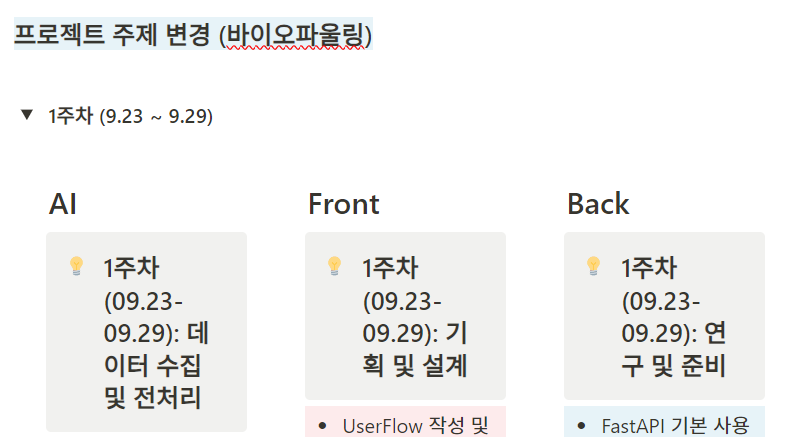 프로젝트 주제 변경 (바이오파울링)
1주차 (9.23 ~ 9.29)
AI
1주차
(09.23-
09.29): 데
이터 수집
및 전처리
Front
1주차
(09.23-
09.29): 기
획 및 설계
UserFlow 작성 및
Back
1주차
(09.23-
09.29): 연
구 및 준비
FastAPI 기본 사용